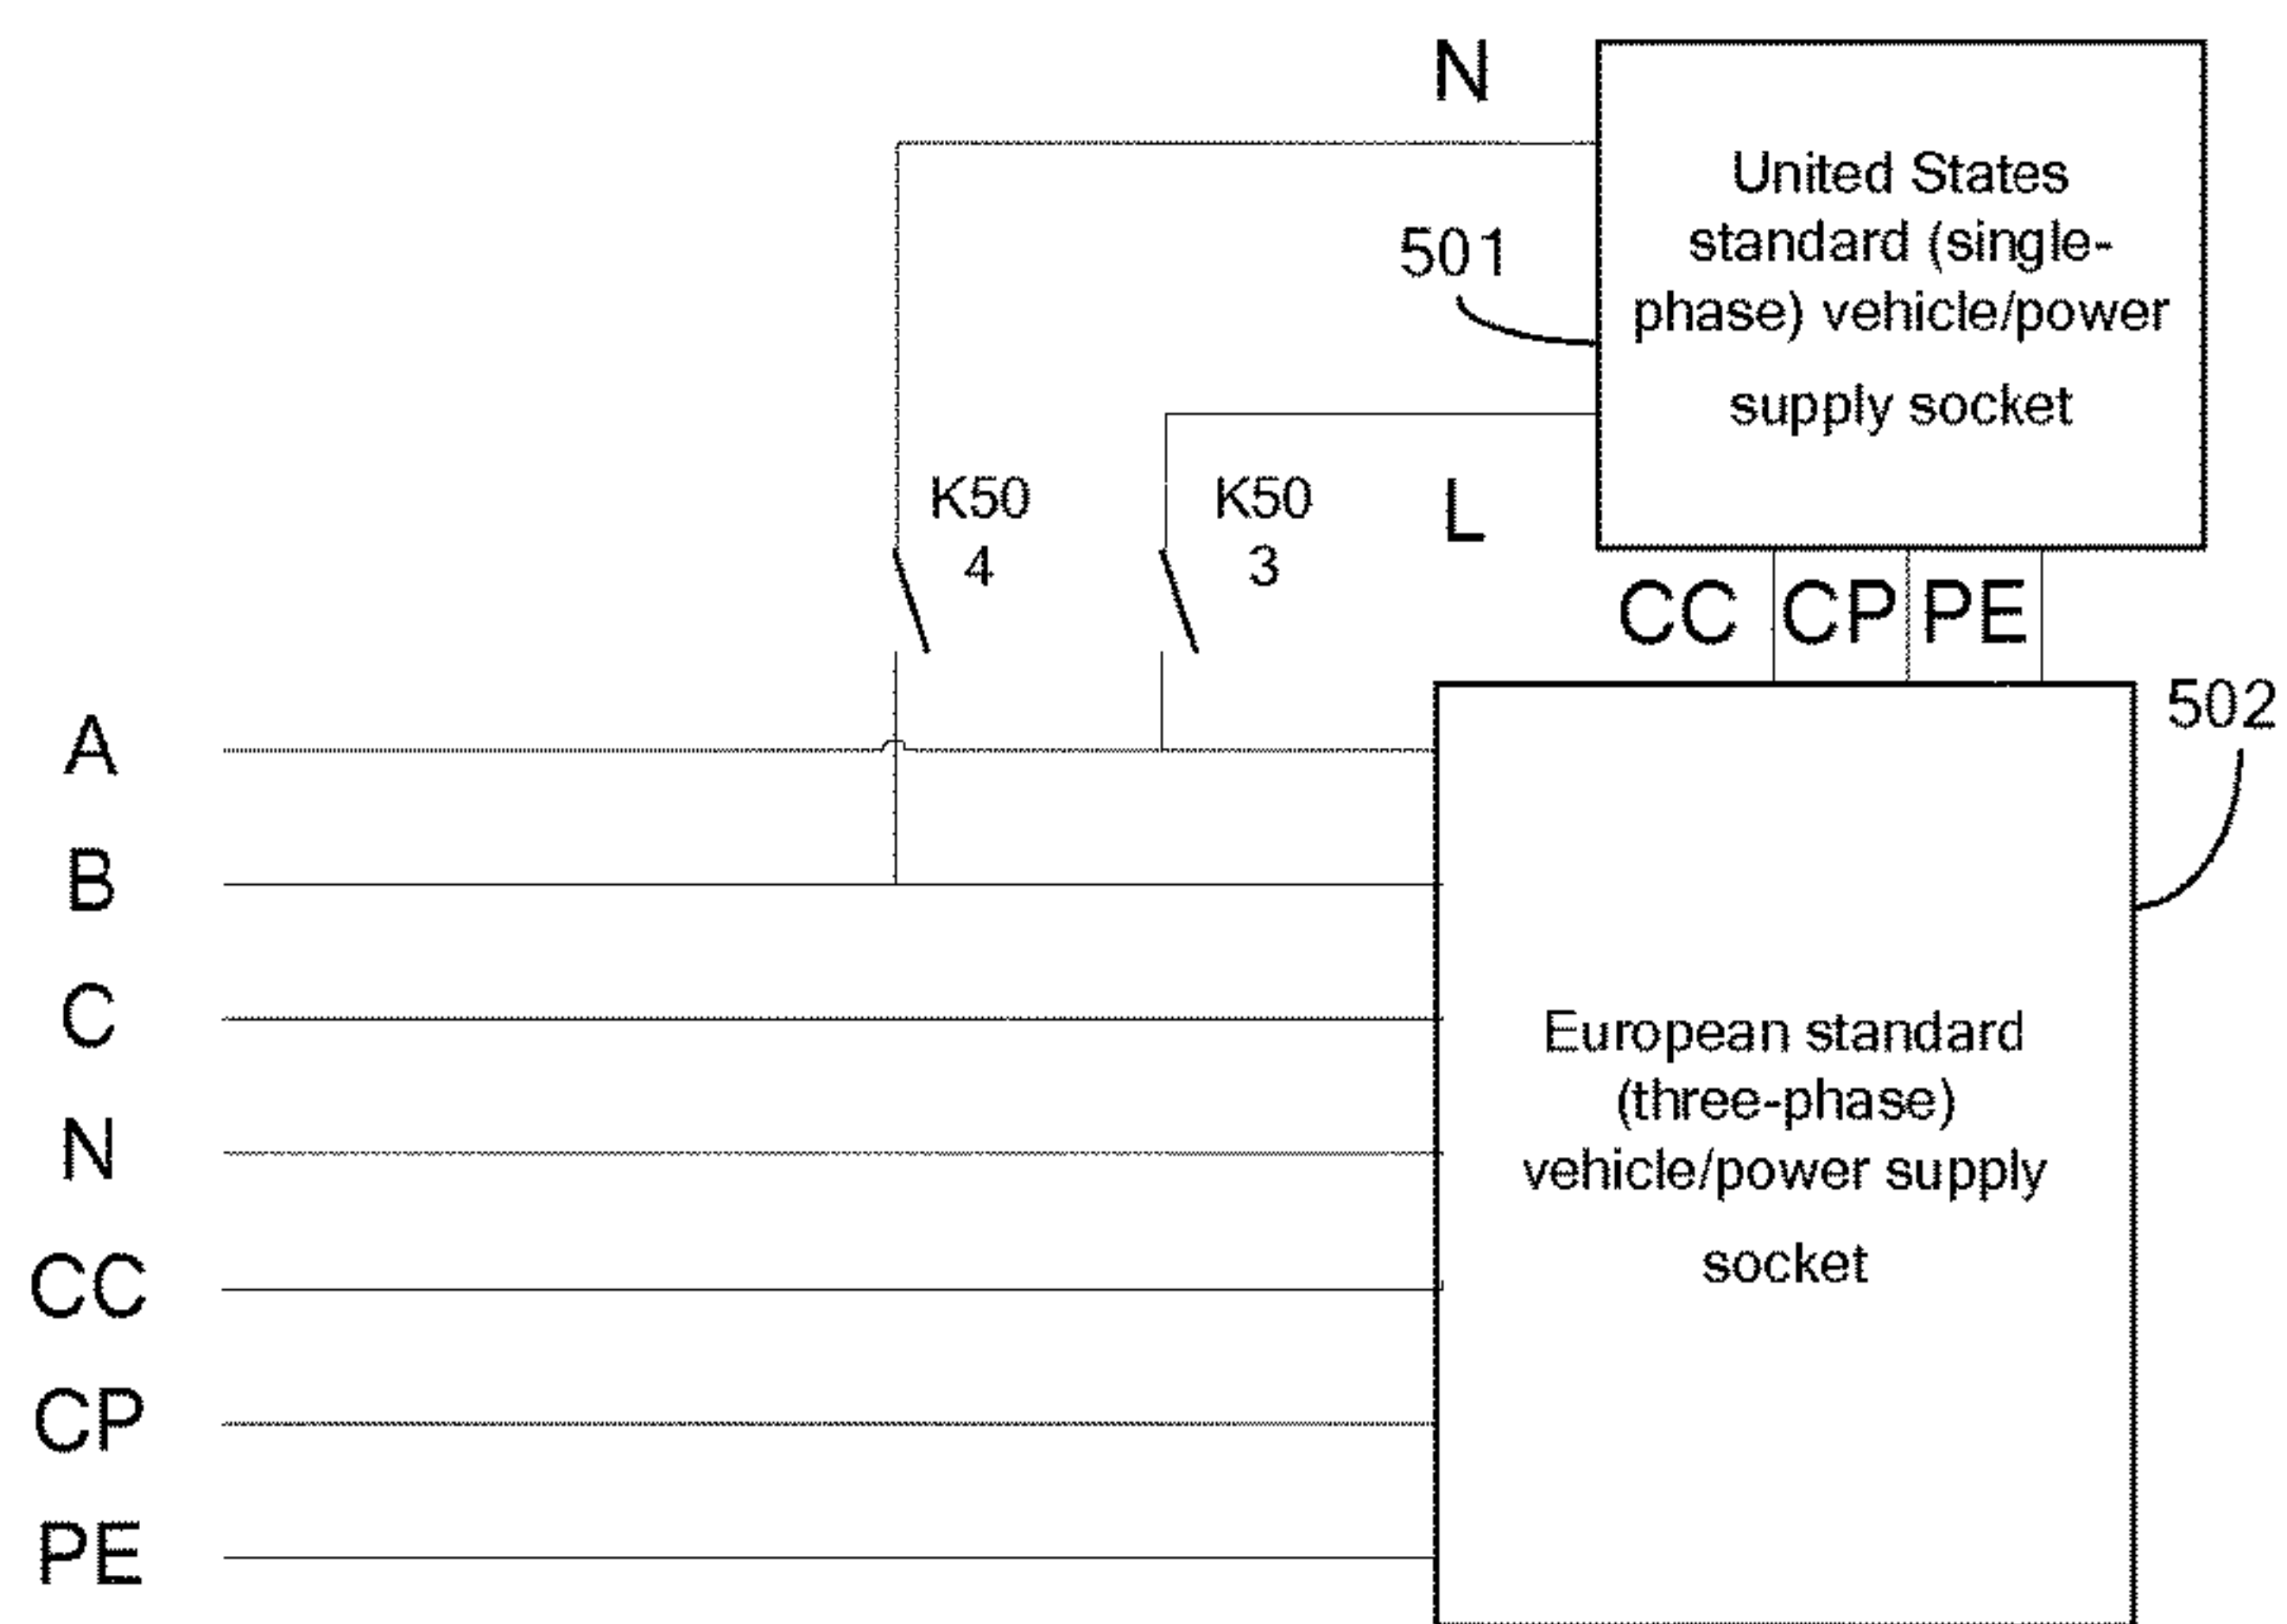 N
United States
standard (single-
phase) vehicle/power
supply socket
501
K50
4
K50
3
L
CC CP PE
502
A
B
C
N
CC
CP
PE
European standard
(three-phase)
vehicle/power supply
socket